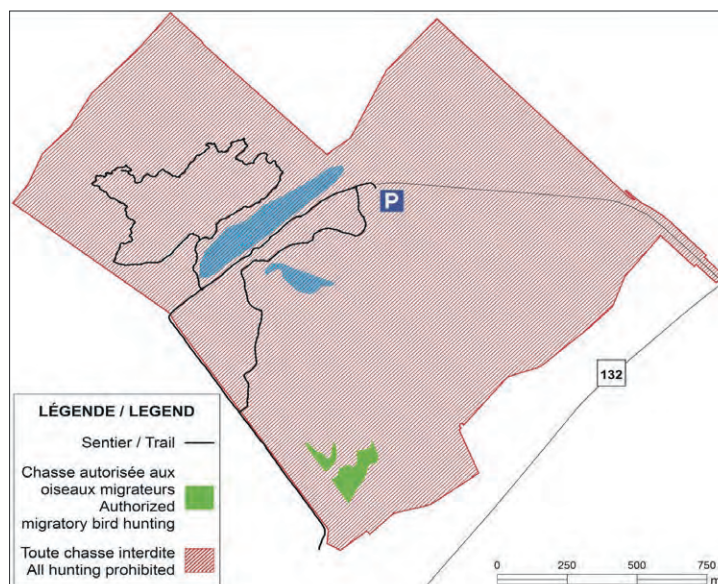 P
132
LÉGENDE / LEGEND
Sentier / Trail
Chasse autorisée aux
oiseaux migrateurs
Authorized
migratory bird hunting
Toute chasse interdite
All hunting prohibited
0 250 500 750
m